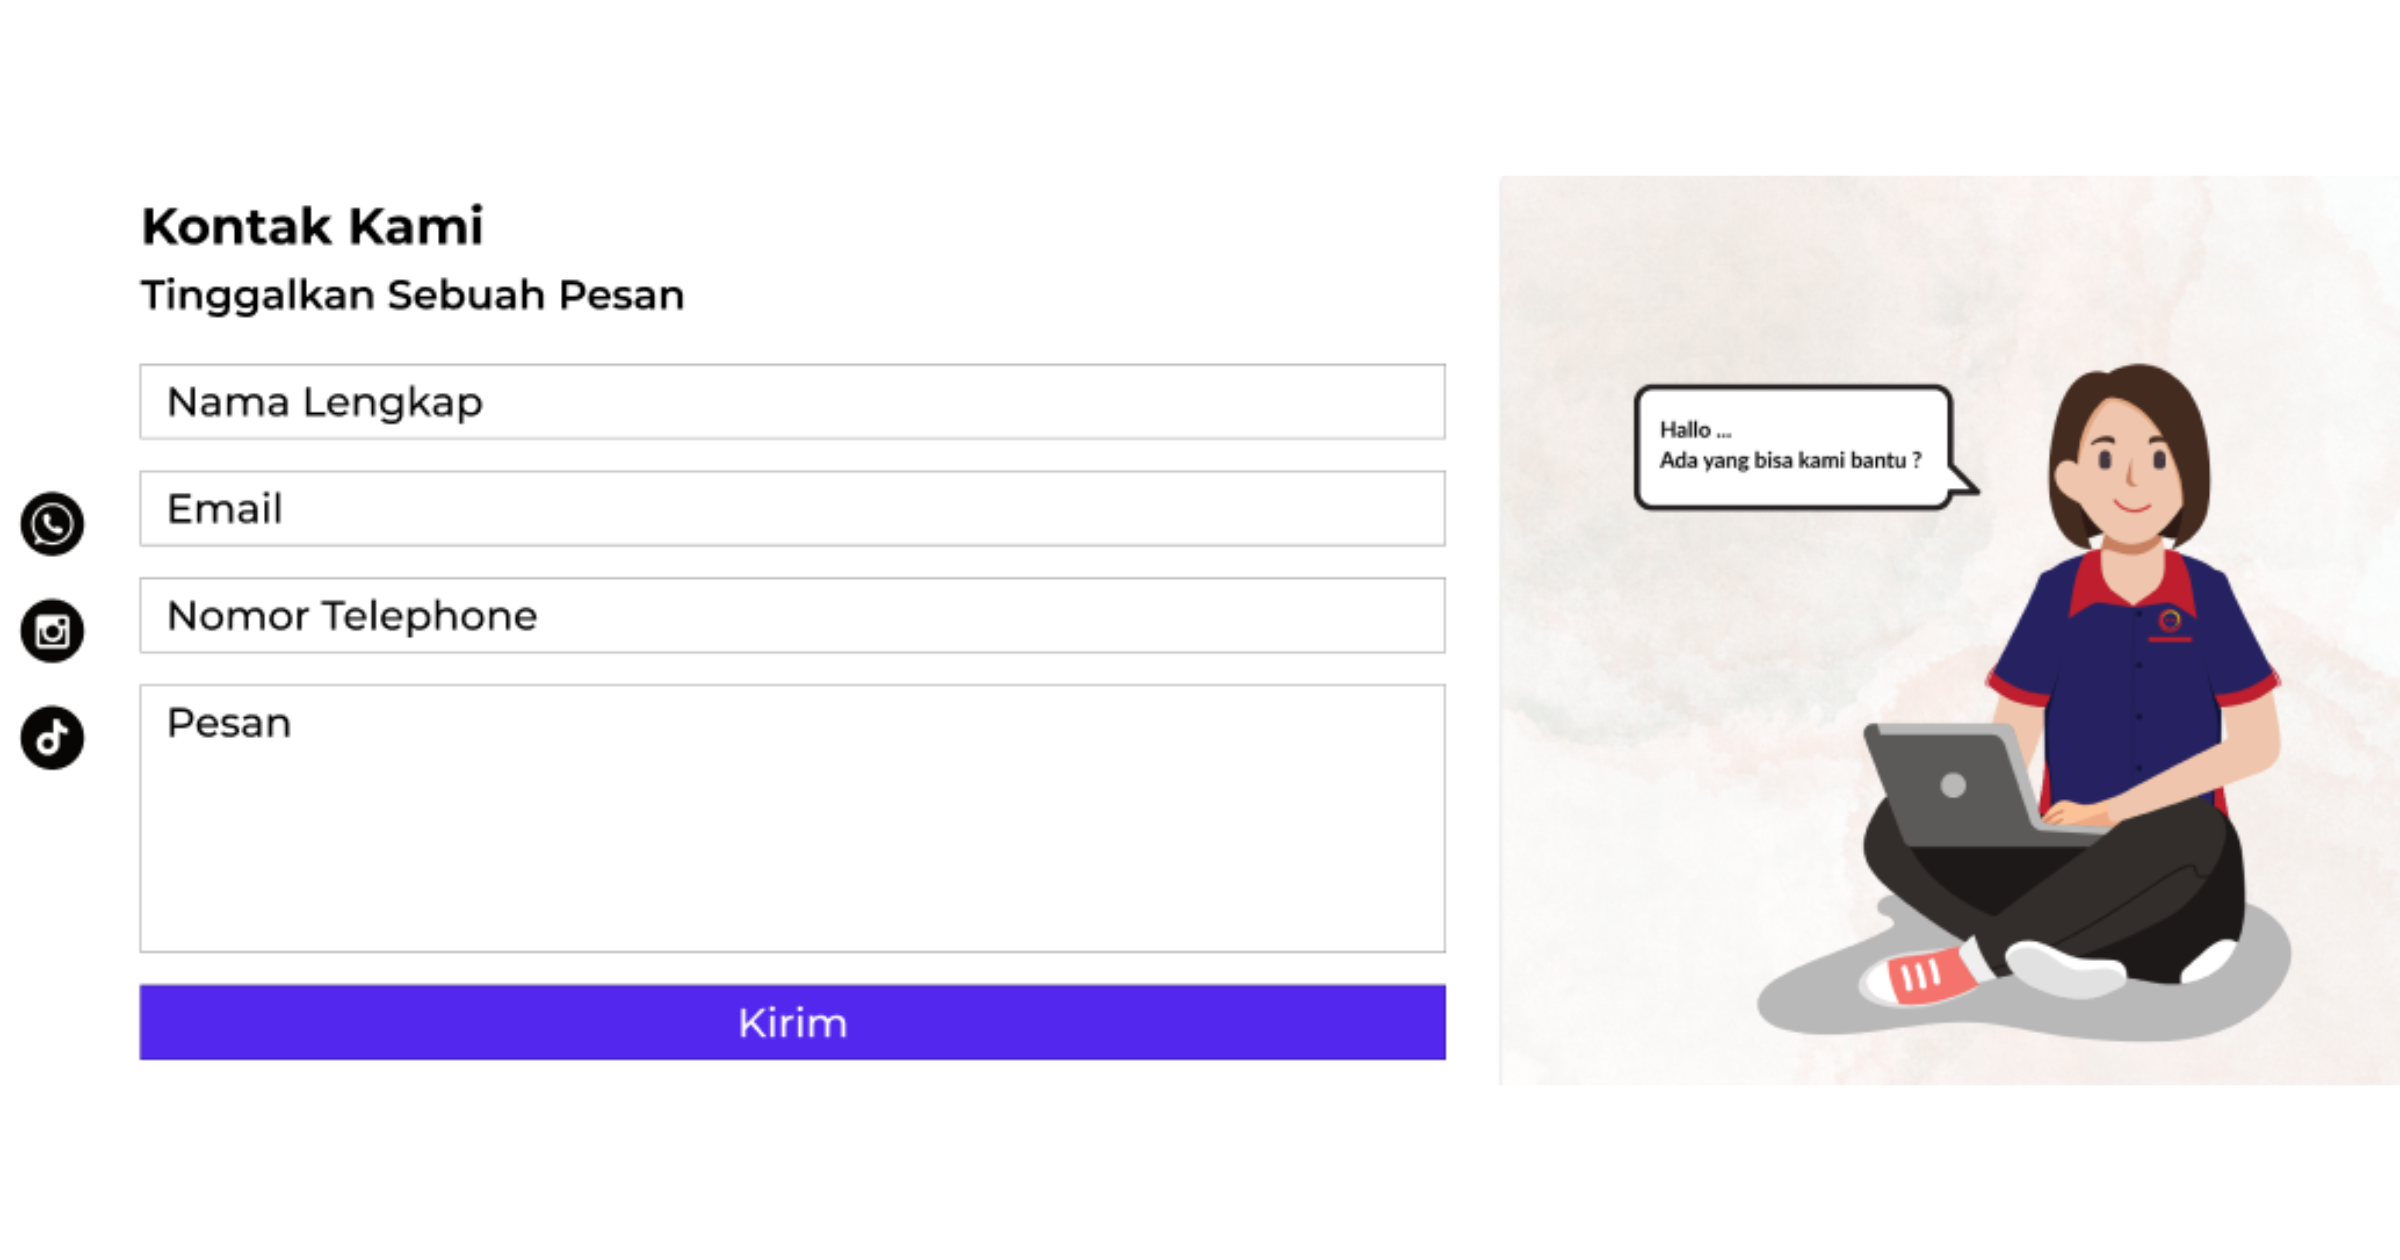 Kontak Kami
Tinggalkan Sebuah Pesan
Nama Lengkap
Email
Nomor Telephone
Pesan
Kirim
Hallo ...
Ada yang bisa kami bantu ?